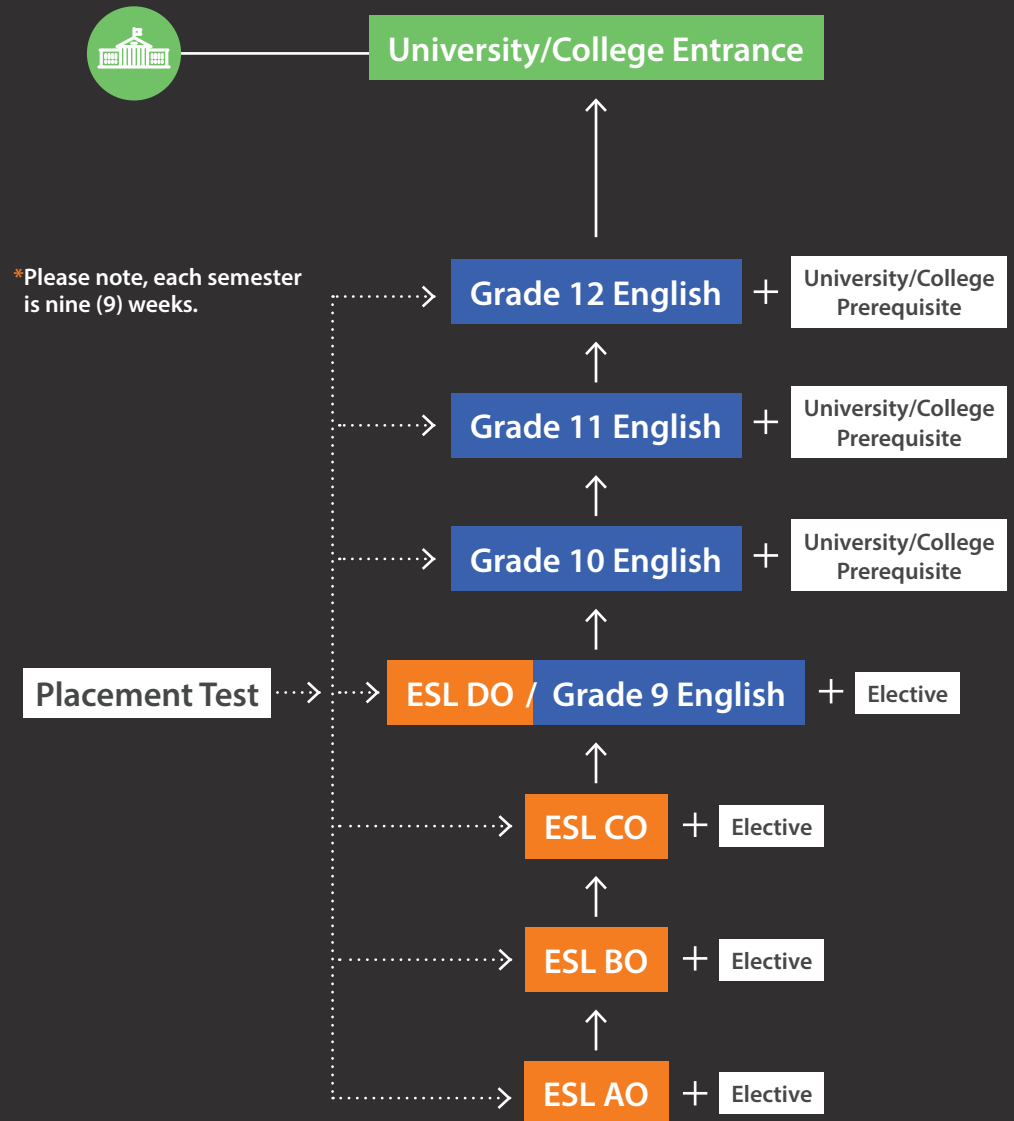 University/College Entrance
*Please note, each semester
is nine (9) weeks.
Grade 12 English + University/College
Prerequisite
Grade 11 English + University/College
Prerequisite
Grade 10 English + University/College
Prerequisite
Placement Test
ESL DO / Grade 9 English + Elective
ESL CO + Elective
ESL BO + Elective
ESL AO + Elective